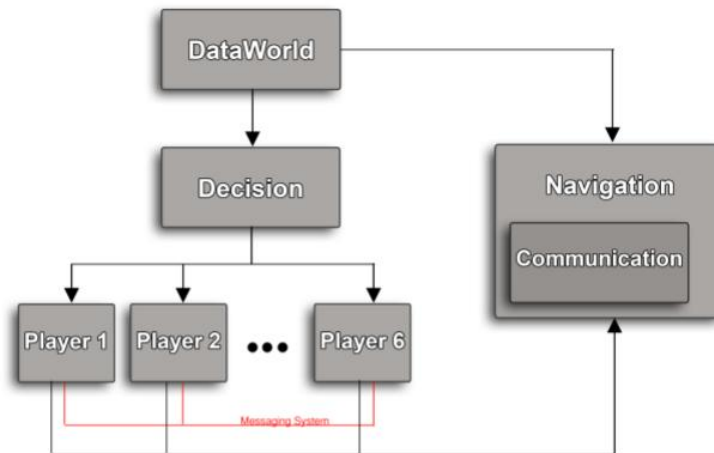 DataWorld
Decision
Navigation
Communication
Player 1
Player 2
•••
Player 6
Messaging System